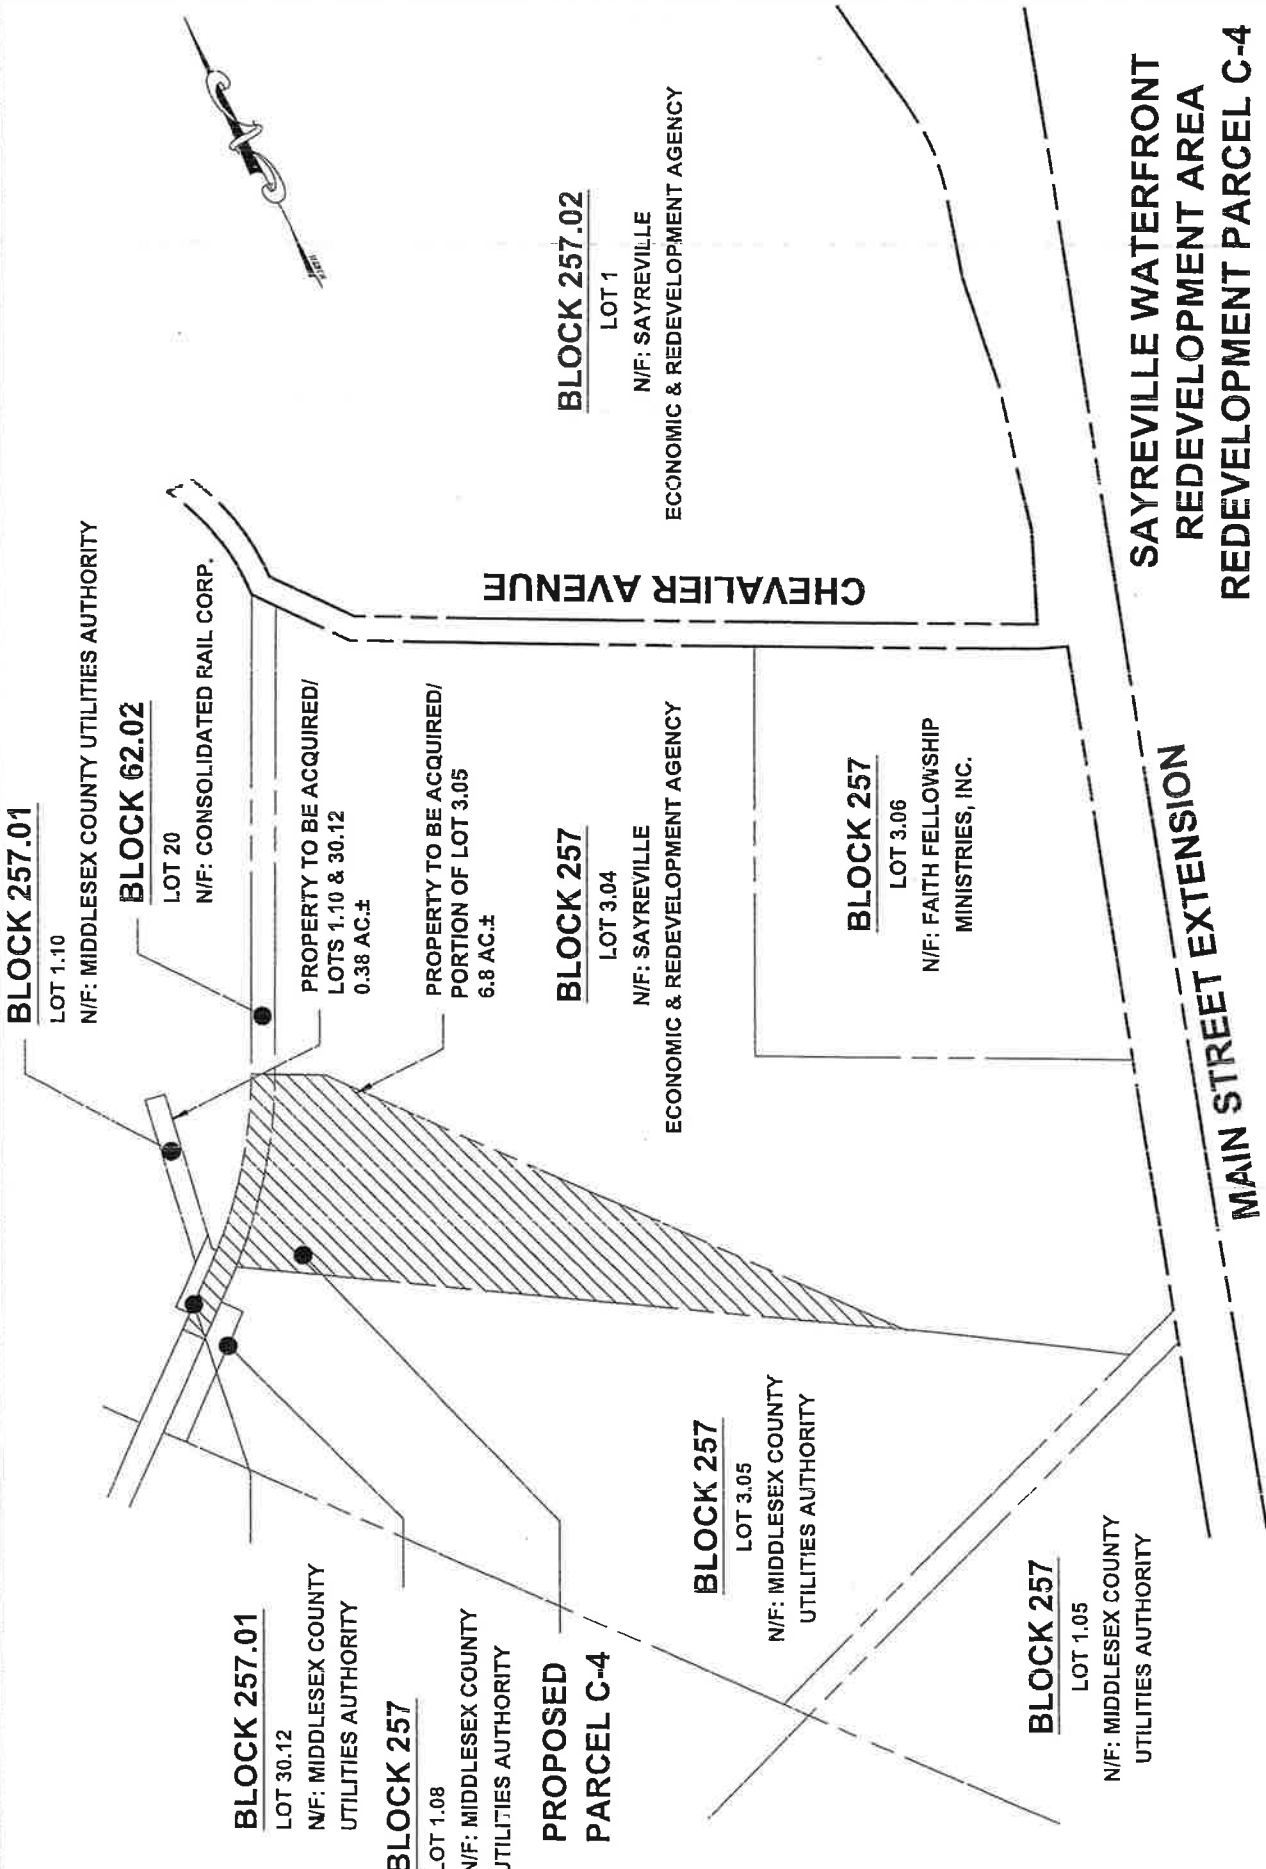 BLOCK 257.01
LOT 1.10
N/F: MIDDLESEX COUNTY UTILITIES AUTHORITY
BLOCK 62.02
LOT 20
N/F: CONSOLIDATED RAIL CORP.
PROPERTY TO BE ACQUIRED/
LOTS 1.10 & 30.12
0.38 AC.±
PROPERTY TO BE ACQUIRED/
PORTION OF LOT 3.05
6.8 AC.±
BLOCK 257.02
LOT 1
N/F: SAYREVILLE
ECONOMIC & REDEVELOPMENT AGENCY
CHEVALIER AVENUE
BLOCK 257
LOT 3.04
N/F: SAYREVILLE
ECONOMIC & REDEVELOPMENT AGENCY
BLOCK 257
LOT 3.06
N/F: FAITH FELLOWSHIP
MINISTRIES, INC.
BLOCK 257.01
LOT 30.12
N/F: MIDDLESEX COUNTY
UTILITIES AUTHORITY
BLOCK 257
LOT 1.08
N/F: MIDDLESEX COUNTY
UTILITIES AUTHORITY
PROPOSED
PARCEL C-4
BLOCK 257
LOT 3.05
N/F: MIDDLESEX COUNTY
UTILITIES AUTHORITY
BLOCK 257
LOT 1.05
N/F: MIDDLESEX COUNTY
UTILITIES AUTHORITY
MAIN STREET EXTENSION
SAYREVILLE WATERFRONT
REDEVELOPMENT AREA
REDEVELOPMENT PARCEL C-4